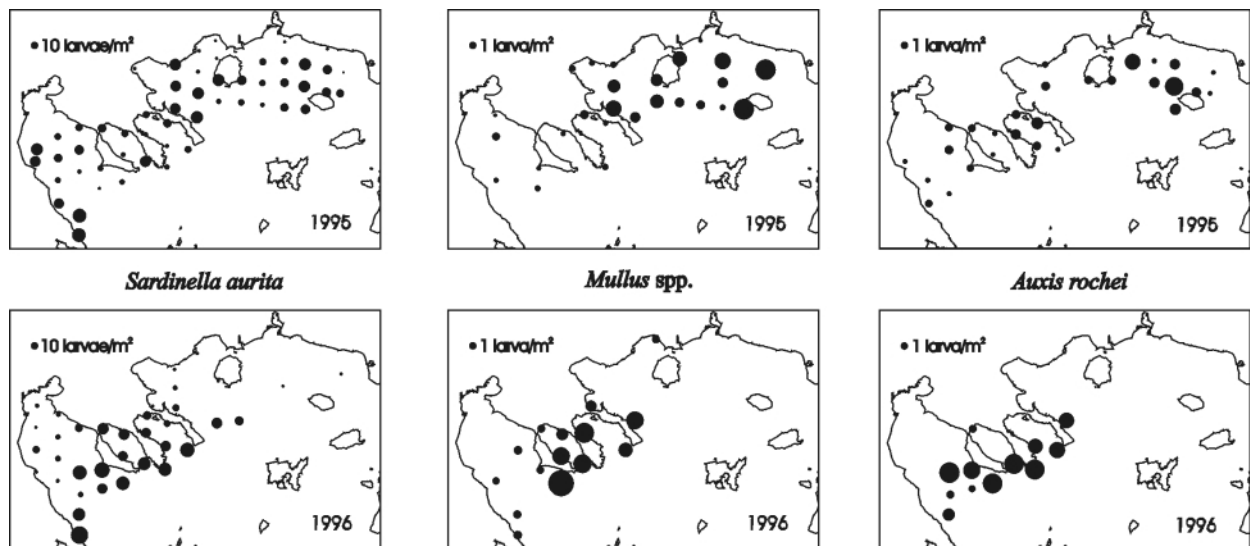 10 larvae/m²
1 larva/m²
1 larva/m²
1995
1995
1995
Sardinella aurita
Mullus spp.
Auxis rochei
10 larvae/m²
1 larva/m²
1 larva/m²
1996
1996
1996